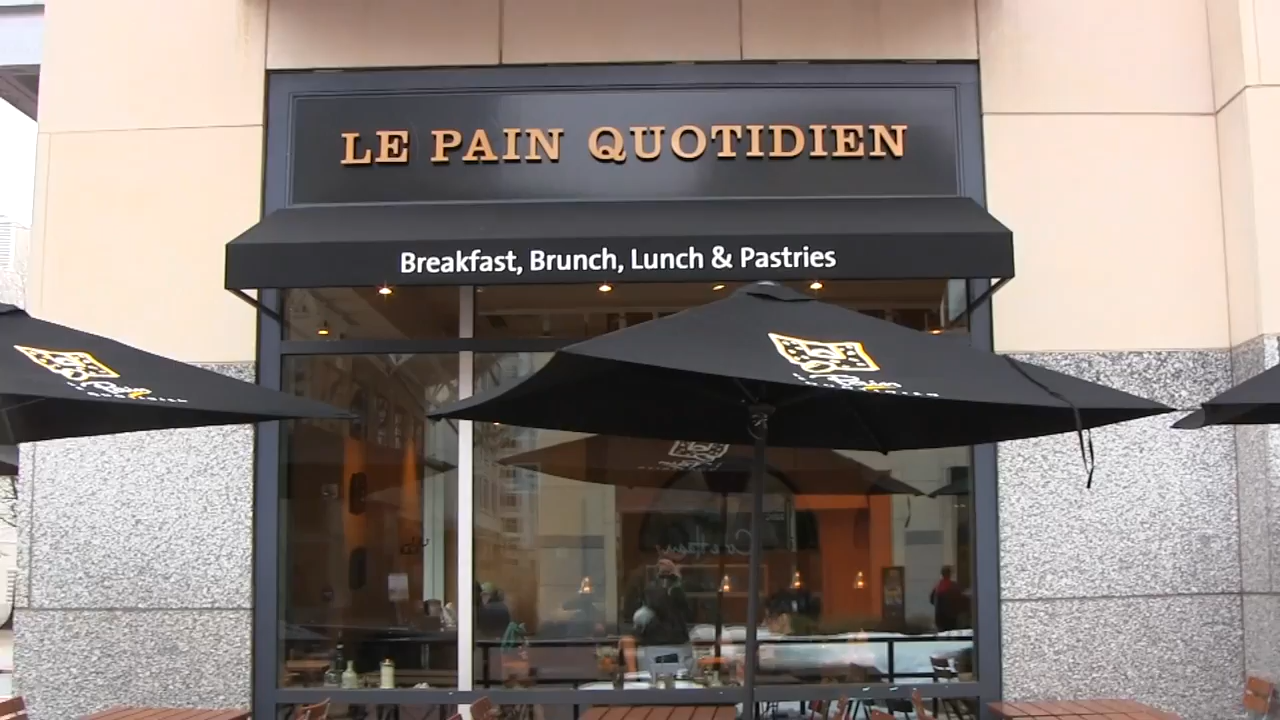 LE PAIN QUOTIDIEN
Breakfast, Brunch, Lunch & Pastries